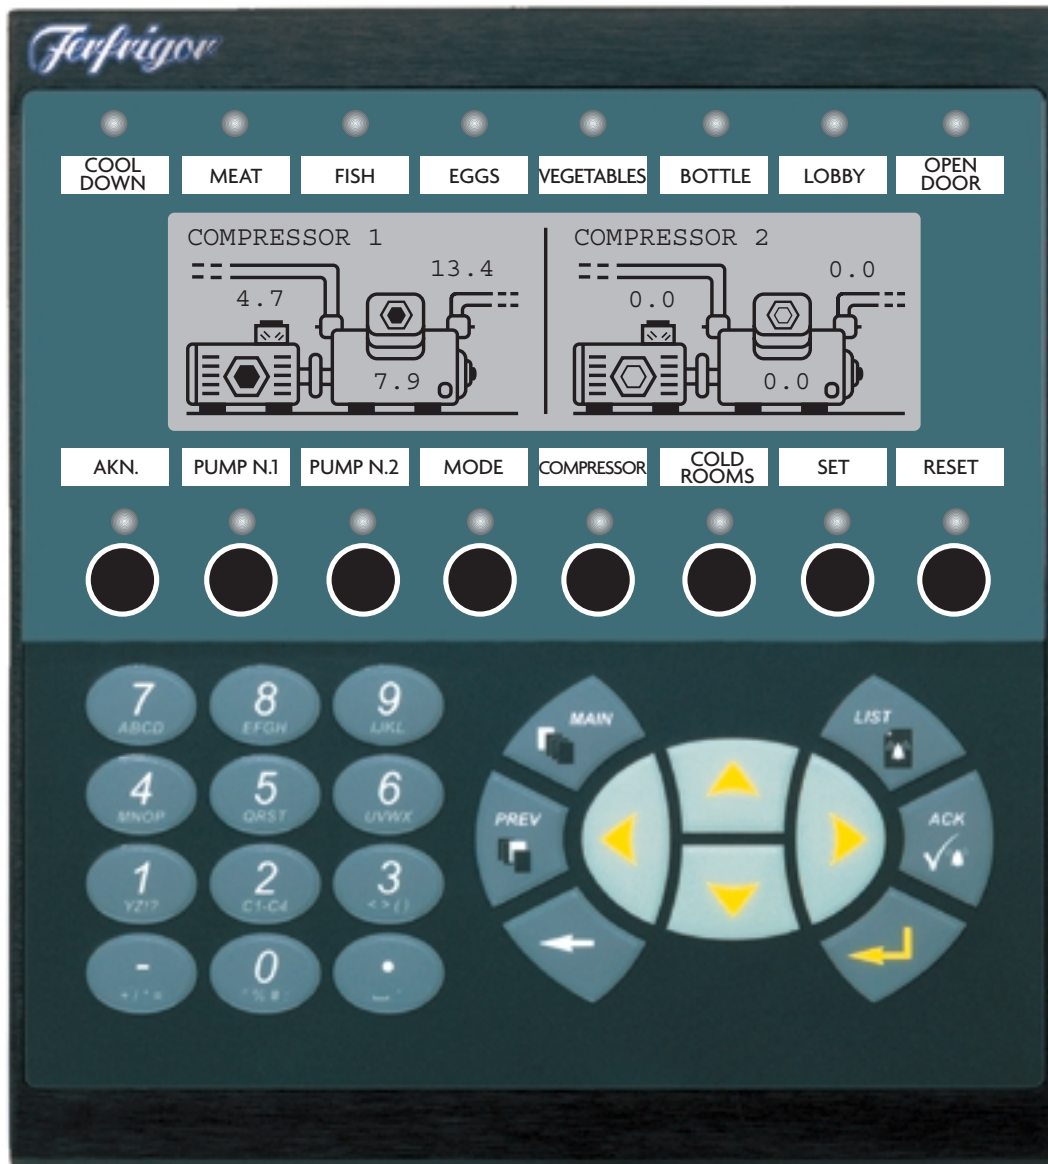 Terfrigor
COOL DOWN
MEAT
FISH
EGGS
VEGETABLES
BOTTLE
LOBBY
OPEN DOOR
COMPRESSOR 1
4.7
13.4
7.9
COMPRESSOR 2
0.0
0.0
0.0
AKN.
PUMP N.1
PUMP N.2
MODE
COMPRESSOR
COLD ROOMS
SET
RESET
7
ABCD
8
EFGH
9
IJKL
MAIN
LIST
4
MNOP
5
QRST
6
UVWX
PREV
ACK
1
YZ!?
2
C1-C4
3
< > ( )
-
+ / * =
0
.